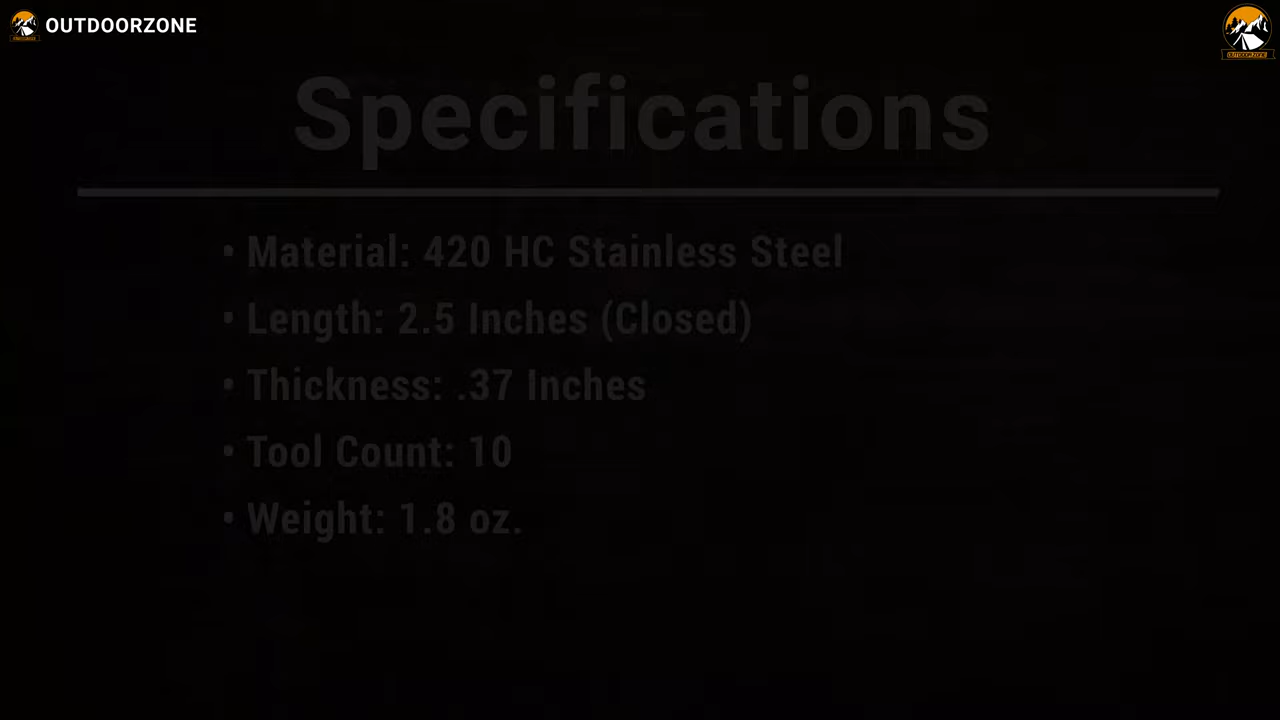 OUTDOORZONE
OUTDOORZONE
Specifications
• Material: 420 HC Stainless Steel
• Length: 2.5 Inches (Closed)
• Thickness: .37 Inches
• Tool Count: 10
• Weight: 1.8 oz.